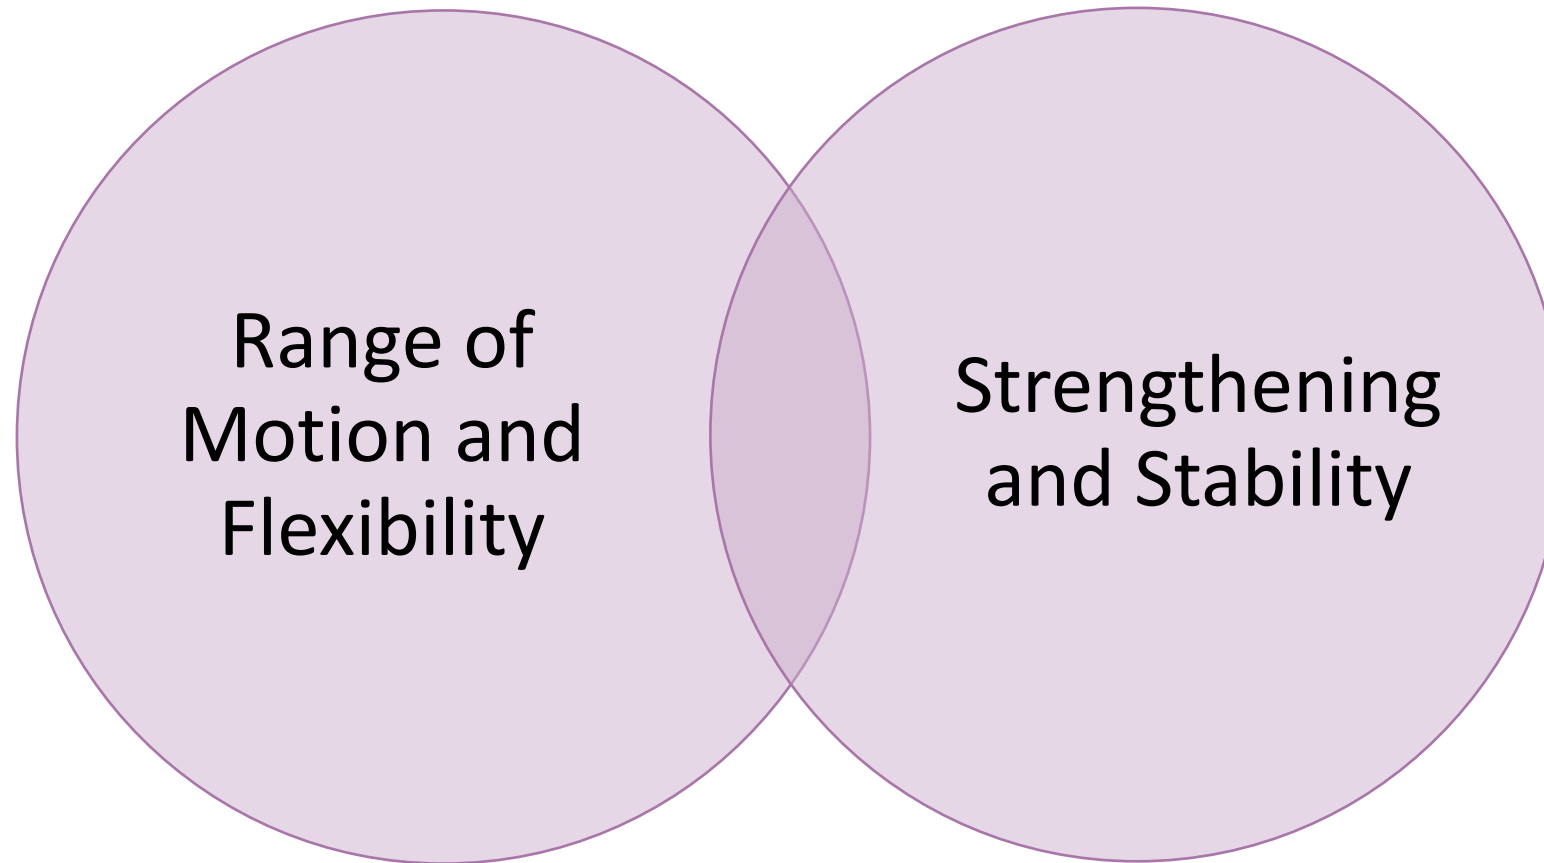 Range of
Motion and
Flexibility
Strengthening
and Stability